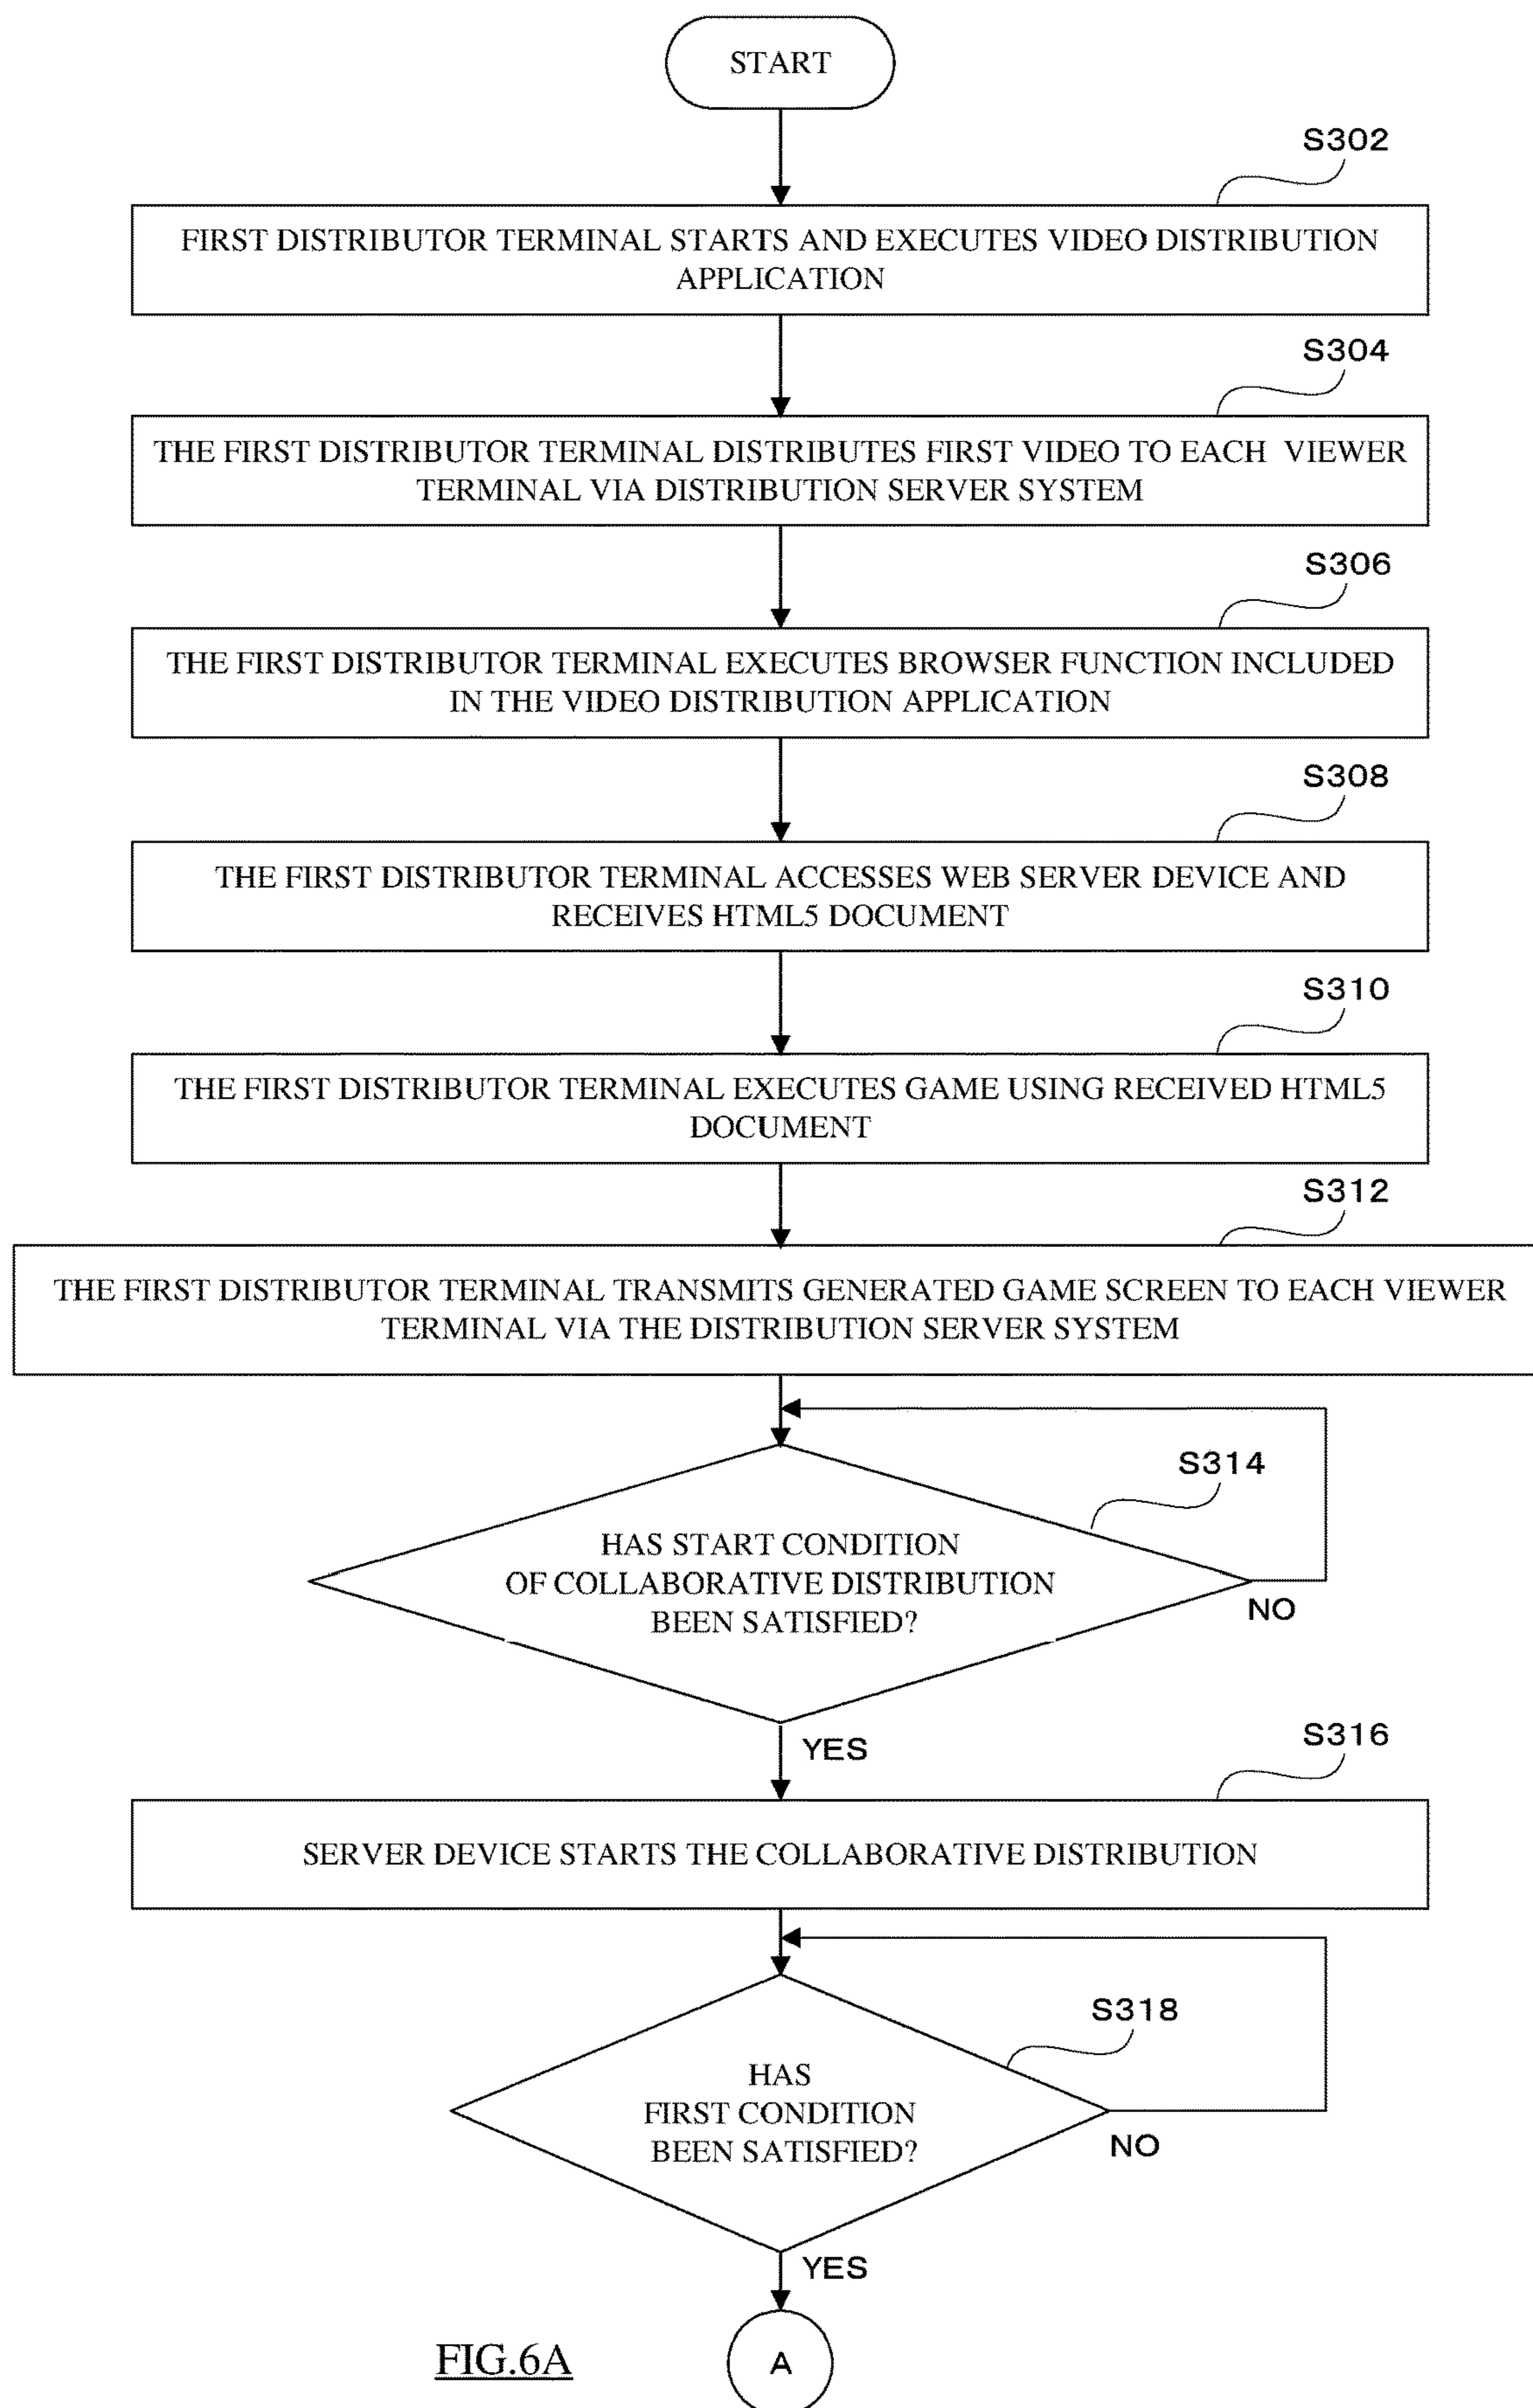 START
S302
FIRST DISTRIBUTOR TERMINAL STARTS AND EXECUTES VIDEO DISTRIBUTION
APPLICATION
S304
THE FIRST DISTRIBUTOR TERMINAL DISTRIBUTES FIRST VIDEO TO EACH VIEWER
TERMINAL VIA DISTRIBUTION SERVER SYSTEM
S306
THE FIRST DISTRIBUTOR TERMINAL EXECUTES BROWSER FUNCTION INCLUDED
IN THE VIDEO DISTRIBUTION APPLICATION
S308
THE FIRST DISTRIBUTOR TERMINAL ACCESSES WEB SERVER DEVICE AND
RECEIVES HTML5 DOCUMENT
S310
THE FIRST DISTRIBUTOR TERMINAL EXECUTES GAME USING RECEIVED HTML5
DOCUMENT
S312
THE FIRST DISTRIBUTOR TERMINAL TRANSMITS GENERATED GAME SCREEN TO EACH VIEWER
TERMINAL VIA THE DISTRIBUTION SERVER SYSTEM
S314
HAS START CONDITION
OF COLLABORATIVE DISTRIBUTION
BEEN SATISFIED?
NO
YES
S316
SERVER DEVICE STARTS THE COLLABORATIVE DISTRIBUTION
S318
HAS
FIRST CONDITION
BEEN SATISFIED?
NO
YES
A
FIG.6A